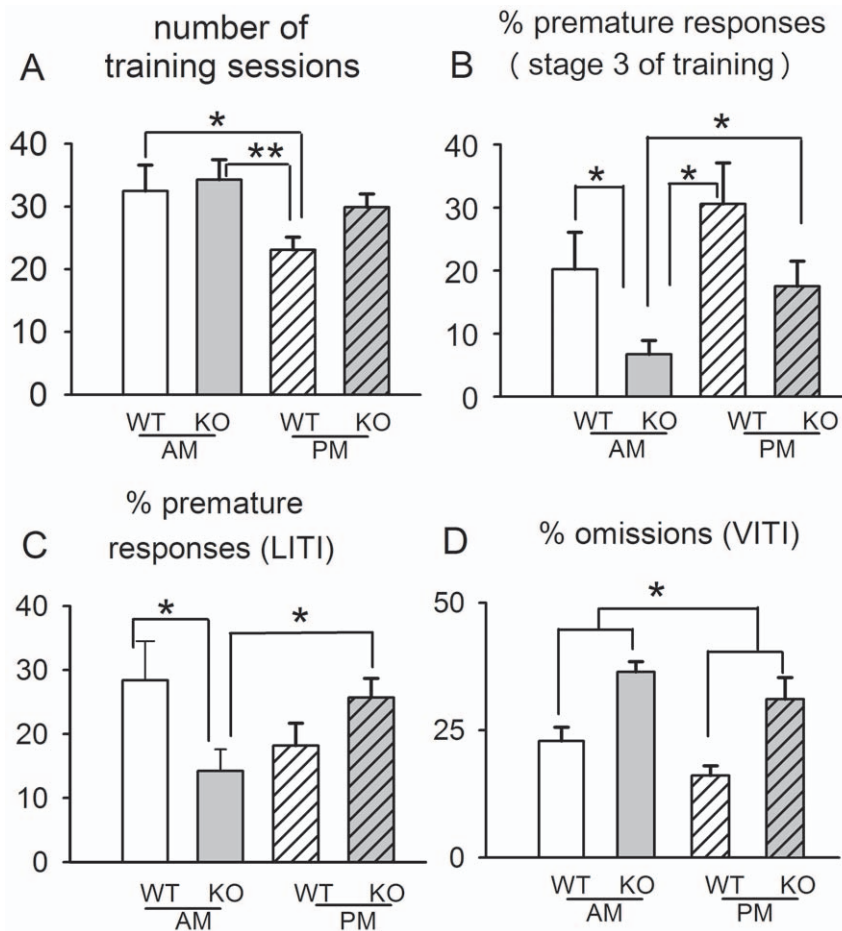 A
number of
training sessions
*
**
40
30
20
10
0
WT KO WT KO
AM PM
B
% premature responses
( stage 3 of training )
*
*
*
40
30
20
10
0
WT KO WT KO
AM PM
C
% premature
responses (LITI)
*
*
40
30
20
10
0
WT KO WT KO
AM PM
D
% omissions (VITI)
*
50
25
0
WT KO WT KO
AM PM